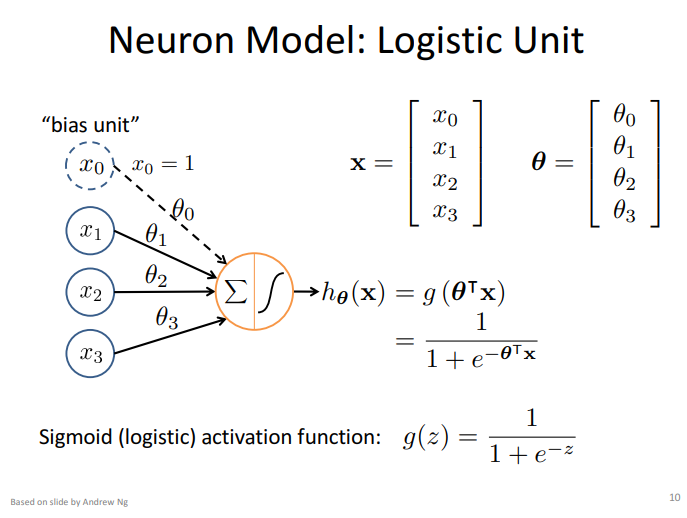 Neuron Model: Logistic Unit
“bias unit”
x₀ x₀ = 1
θ₀
x₁ θ₁
x₂ θ₂
x₃ θ₃
Σ ∫
x = [ x₀ x₁ x₂ x₃ ]
θ = [ θ₀ θ₁ θ₂ θ₃ ]
h_θ(x) = g (θᵀx)
= 1 / (1 + e^(−θᵀx))
Sigmoid (logistic) activation function: g(z) = 1 / (1 + e^(−z))
Based on slide by Andrew Ng
10